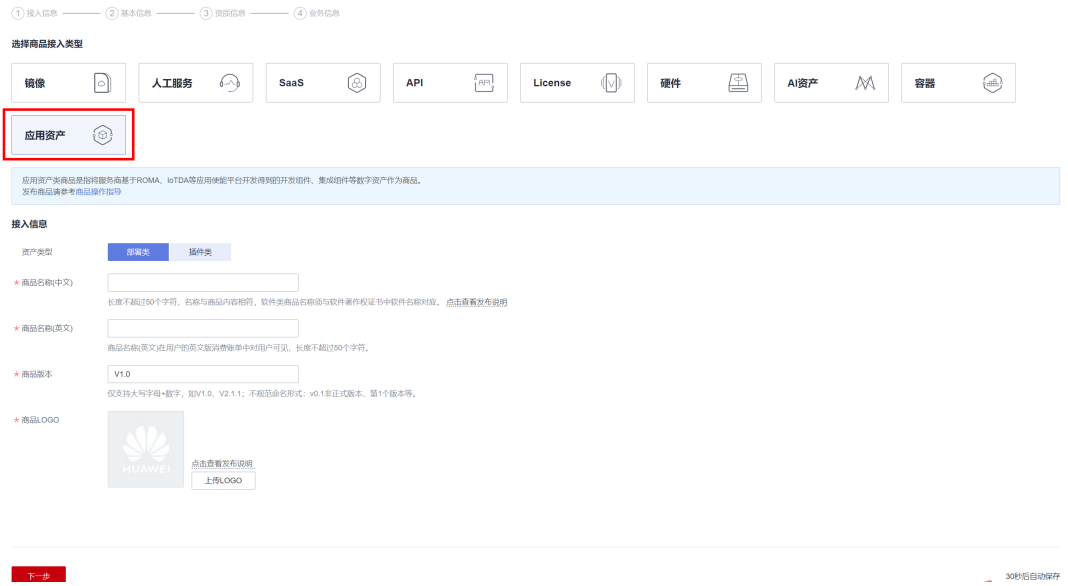 1 接入信息 2 基本信息 3 资质信息 4 业务信息
选择商品接入类型
镜像 人工服务 SaaS API API License 硬件 AI资产 容器
应用资产
应用资产类商品是指将服务商基于ROMA、IoTDA等应用使能平台开发得到的开发组件、集成组件等数字资产作为商品。
发布商品请参考商品操作指导
接入信息
资产类型 部署类 插件类
* 商品名称(中文)
长度不超过50个字符，名称与商品内容相符，软件类商品名称须与软件著作权证书中软件名称对应。 点击查看发布说明
* 商品名称(英文)
商品名称(英文)在用户的英文版消费账单中对用户可见，长度不超过50个字符。
* 商品版本 V1.0
仅支持大写字母+数字，如V1.0、V2.1.1；不规范命名形式：v0.1非正式版本、第1个版本等。
* 商品LOGO
HUAWEI
点击查看发布说明
上传LOGO
下一步 30秒后自动保存